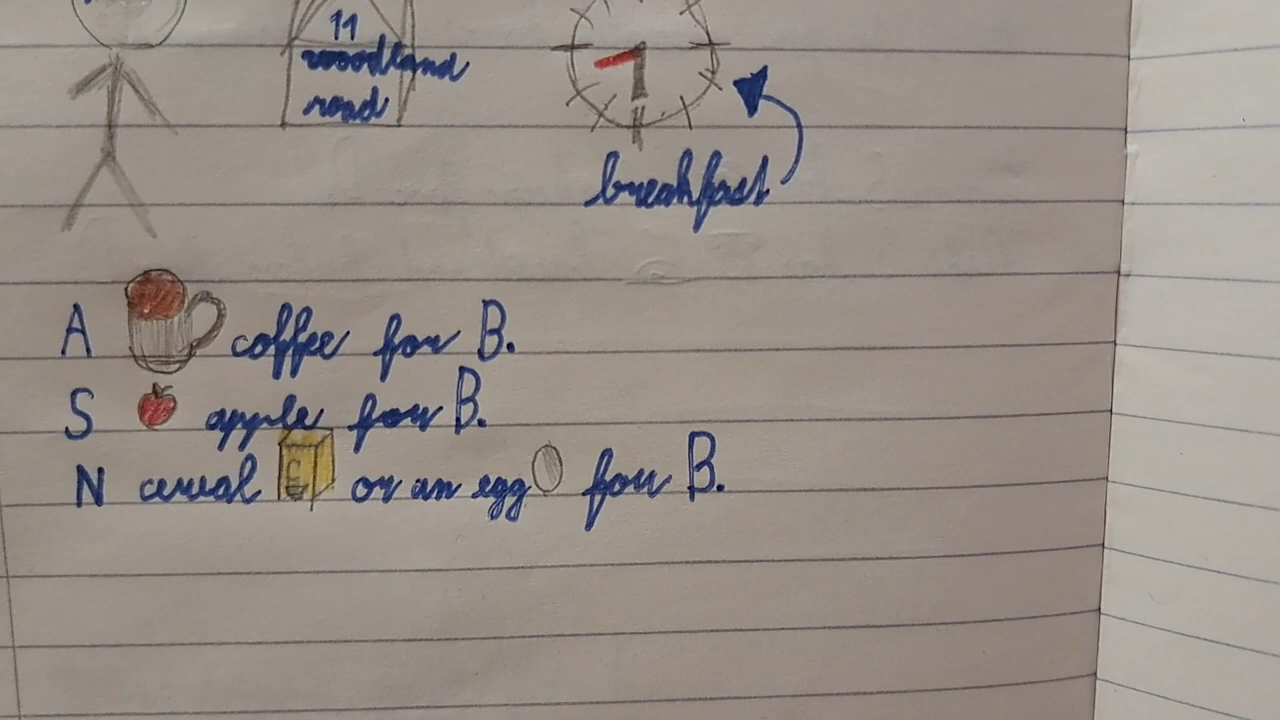 11
woodland
road
breakfast
A coffee for B.
S apple for B.
N cereal C or an egg for B.